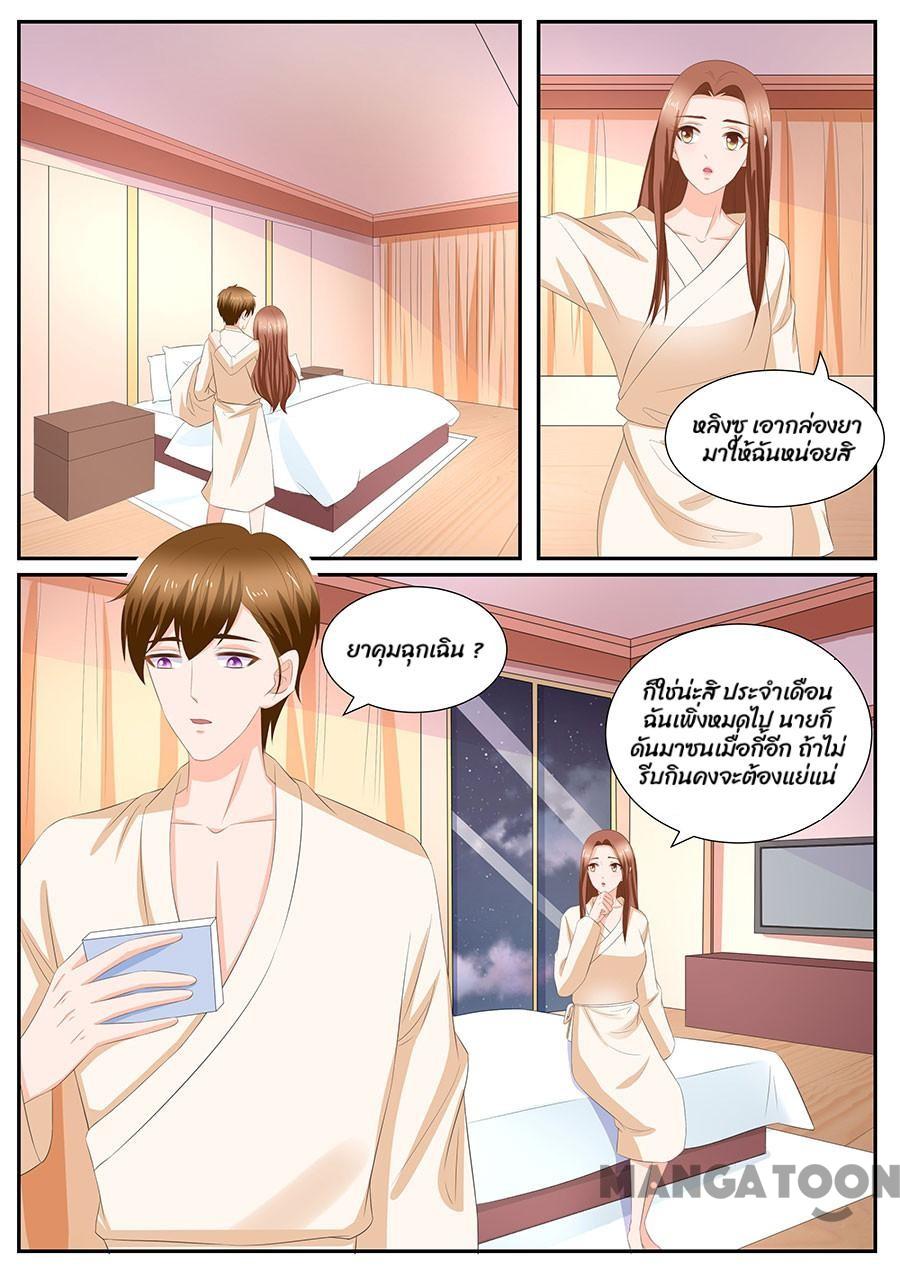 หลิงซู เอากล่องยา
มาให้ฉันหน่อยสิ
ยาคุมฉุกเฉิน ?
ก็ใช่น่ะสิ ประจำเดือน
ฉันเพิ่งหมดไป นายก็
ดันมาซนเมื่อกี้อีก ถ้าไม่
รีบกินคงจะต้องแย่แน่
MANGATOON